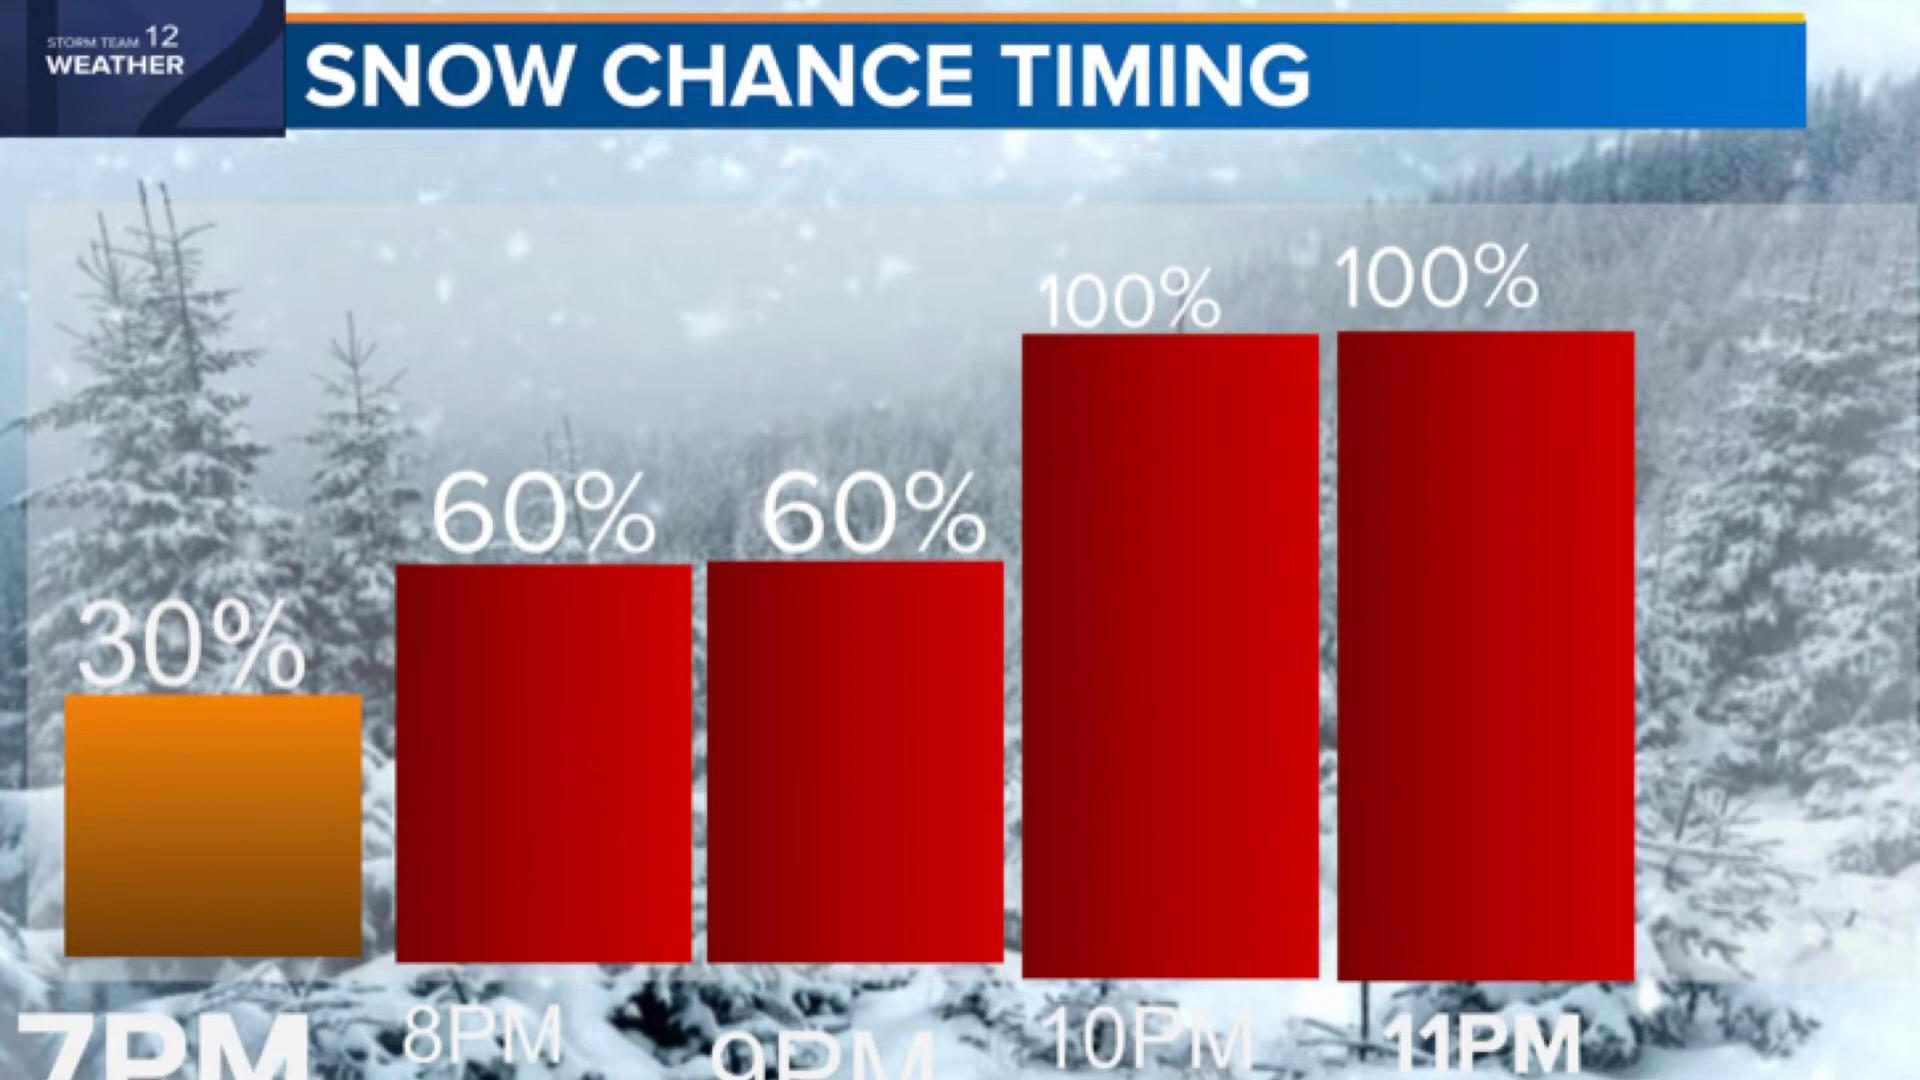 STORM TEAM 12
WEATHER
SNOW CHANCE TIMING
30%
60%
60%
100%
100%
7PM
8PM
9PM
10PM
11PM